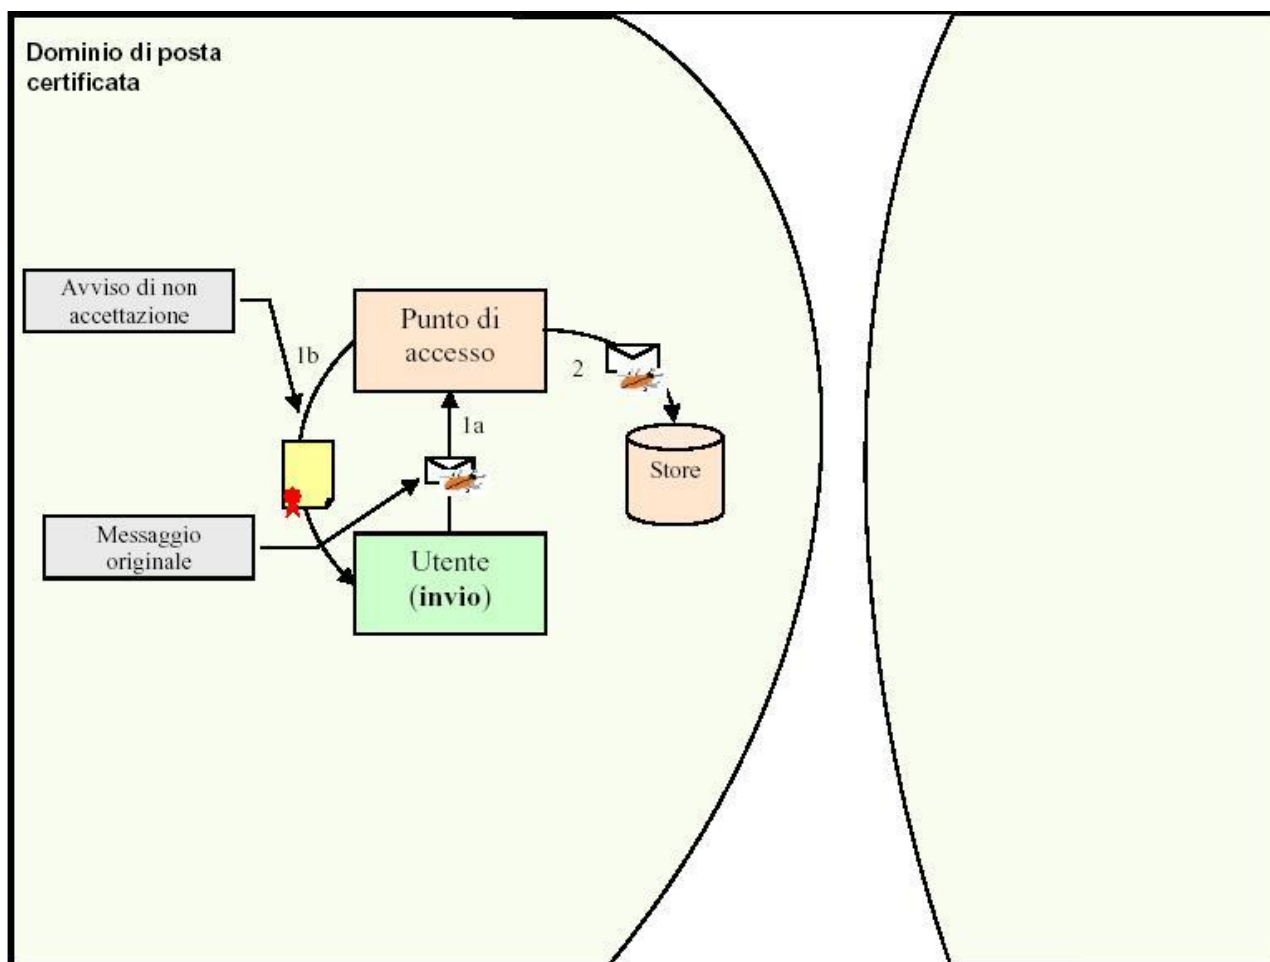 Dominio di posta
certificata
Avviso di non
accettazione
1b
Punto di
accesso
2
1a
Store
Messaggio
originale
Utente
(invio)